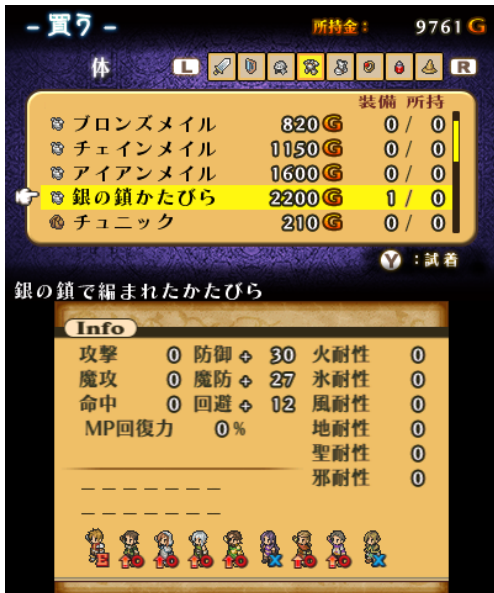 - 買う -
所持金: 9761 G
体 L R
装備 所持
ブロンズメイル 820 G 0 / 0
チェインメイル 1150 G 0 / 0
アイアンメイル 1600 G 0 / 0
銀の鎖かたびら 2200 G 1 / 0
チュニック 210 G 0 / 0
Y :試着
銀の鎖で編まれたかたびら
Info
攻撃 0 防御 + 30 火耐性 0
魔攻 0 魔防 + 27 氷耐性 0
命中 0 回避 + 12 風耐性 0
MP回復力 0 % 地耐性 0
聖耐性 0
邪耐性 0